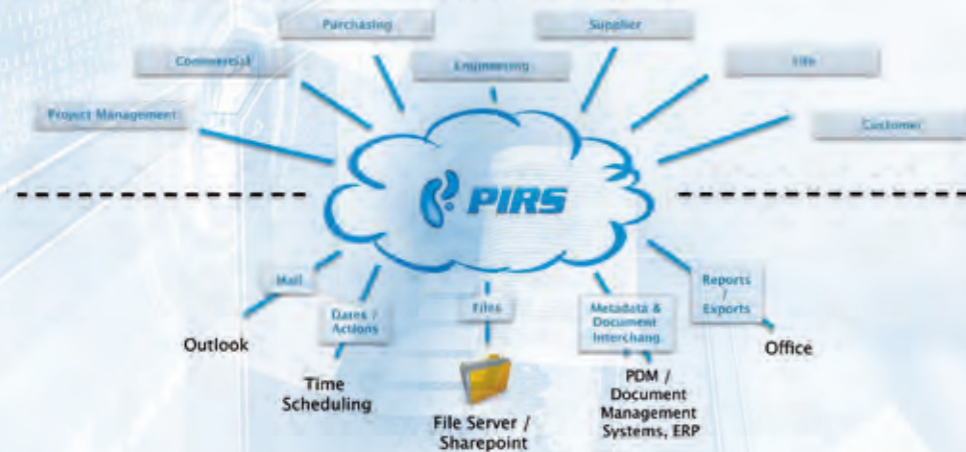 Purchasing
Supplier
Commercial
Engineering
Site
Project Management
Customer
PIRS
Mail
Dates /
Actions
Files
Metadata &
Document
Interchang.
Reports
/
Exports
Outlook
Time
Scheduling
File Server /
Sharepoint
PDM /
Document
Management
Systems, ERP
Office